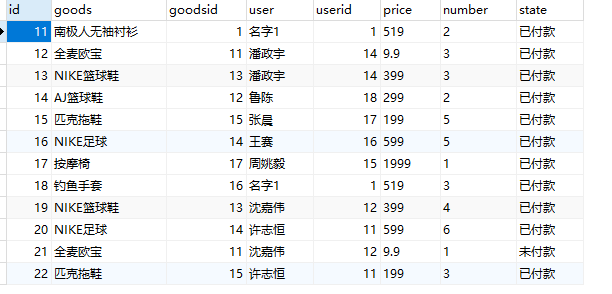 id goods goodsid user userid price number state
11 南极人无袖衬衫 1 名字1 1 519 2 已付款
12 全麦欧宝 11 潘政宇 14 9.9 3 已付款
13 NIKE篮球鞋 13 潘政宇 14 399 3 已付款
14 AJ篮球鞋 12 鲁陈 18 299 2 已付款
15 匹克拖鞋 15 张晨 17 199 5 已付款
16 NIKE足球 14 王赛 16 599 5 已付款
17 按摩椅 17 周姚毅 15 1999 1 已付款
18 钓鱼手套 16 名字1 1 519 3 已付款
19 NIKE篮球鞋 13 沈嘉伟 12 399 4 已付款
20 NIKE足球 14 许志恒 11 599 6 已付款
21 全麦欧宝 11 沈嘉伟 12 9.9 1 未付款
22 匹克拖鞋 15 许志恒 11 199 3 已付款